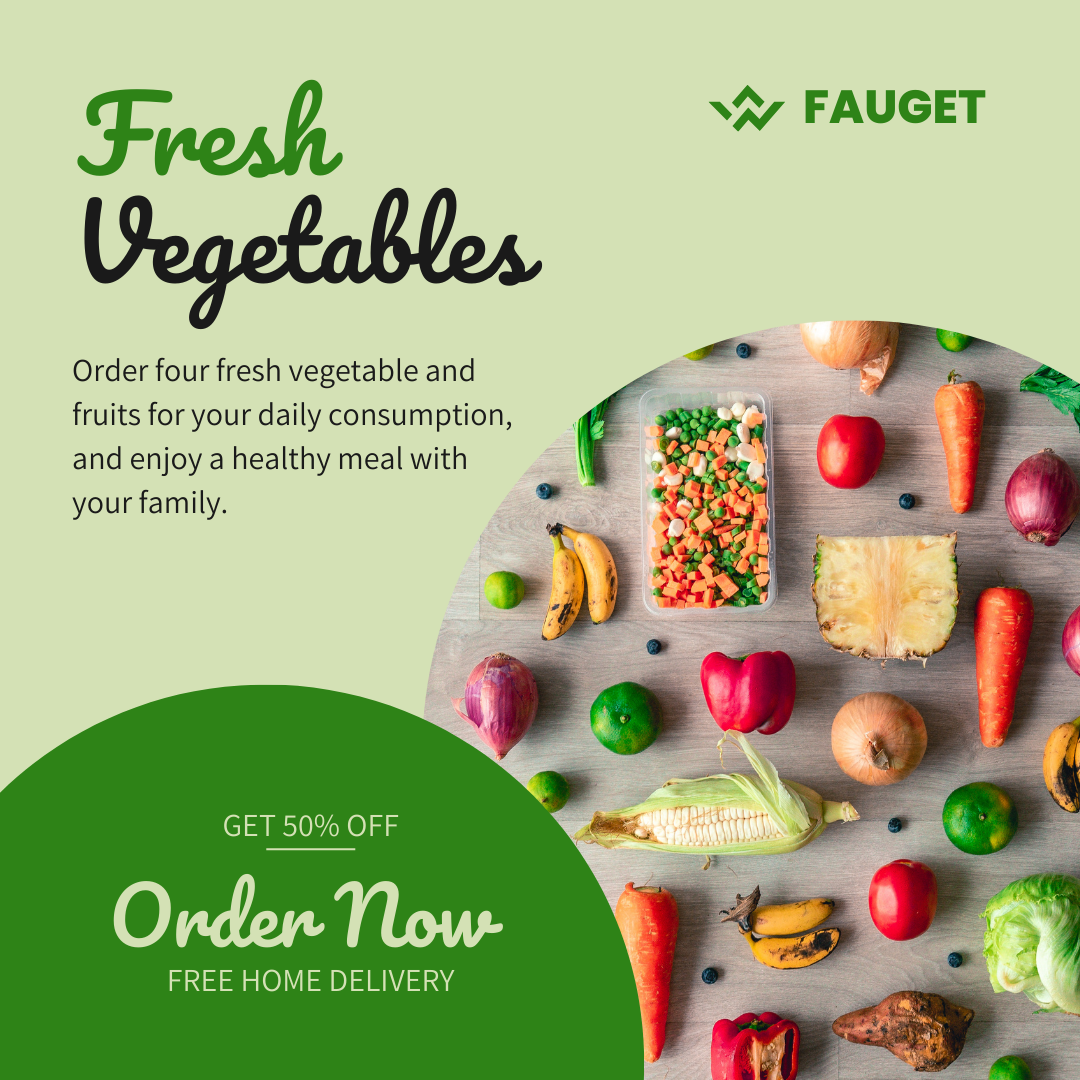 Fresh
Vegetables
FAUGET
Order four fresh vegetable and
fruits for your daily consumption,
and enjoy a healthy meal with
your family.
GET 50% OFF
Order Now
FREE HOME DELIVERY